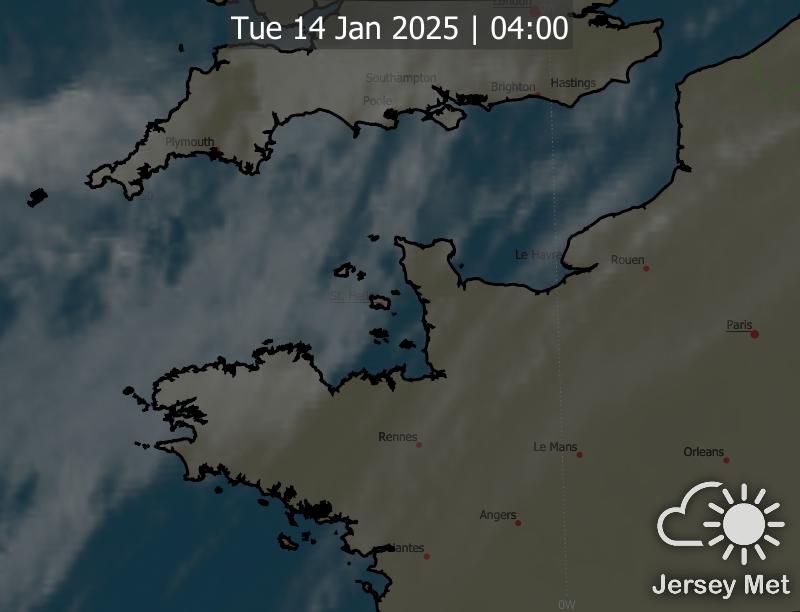 London
Tue 14 Jan 2025 | 04:00
Southampton
Brighton
Hastings
Poole
Plymouth
Le Havre
Rouen
St. Helier
Paris
Rennes
Le Mans
Orleans
Angers
Nantes
Jersey Met
0W